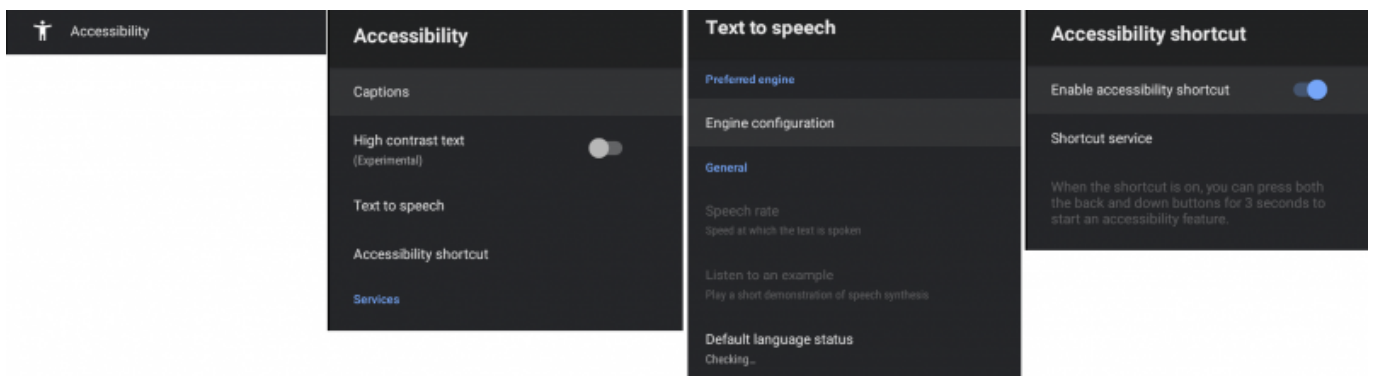 Accessibility
Accessibility
Captions
High contrast text
(Experimental)
Text to speech
Accessibility shortcut
Services
Text to speech
Preferred engine
Engine configuration
General
Speech rate
Speed at which the text is spoken
Listen to an example
Play a short demonstration of speech synthesis
Default language status
Checking...
Accessibility shortcut
Enable accessibility shortcut
Shortcut service
When the shortcut is on, you can press both
the back and down buttons for 3 seconds to
start an accessibility feature.